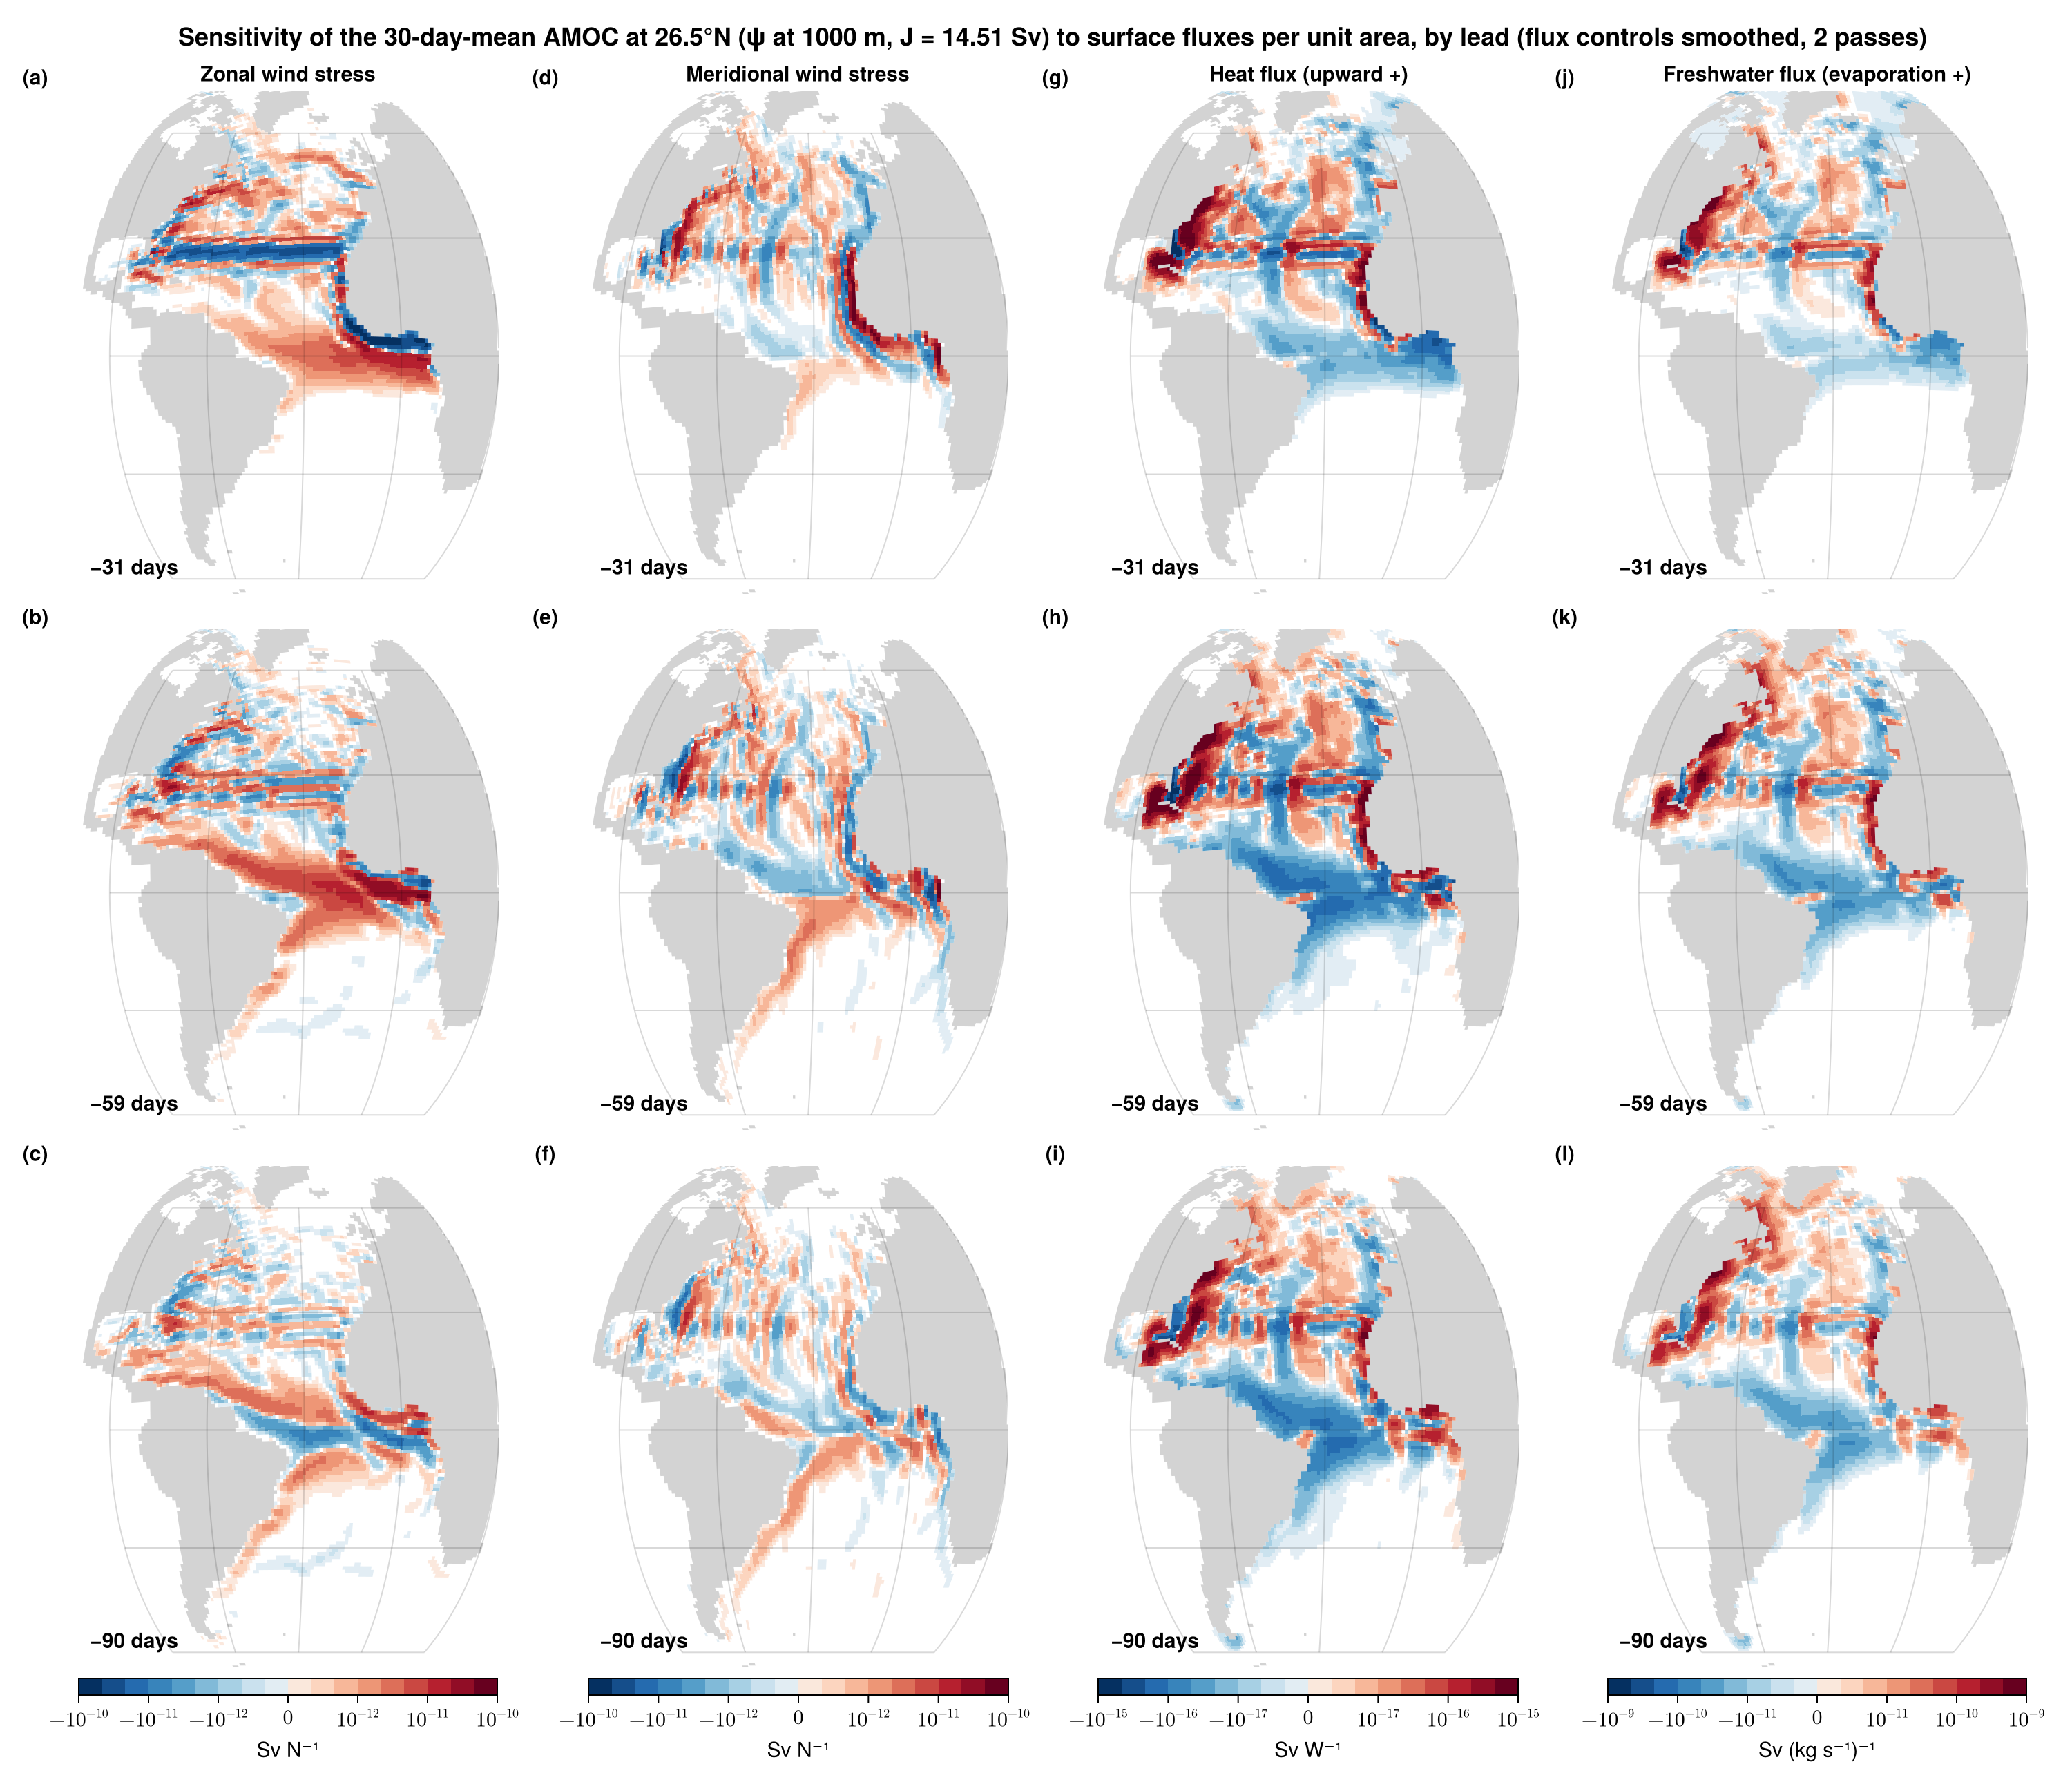 Sensitivity of the 30-day-mean AMOC at 26.5°N (ψ at 1000 m, J = 14.51 Sv) to surface fluxes per unit area, by lead (flux controls smoothed, 2 passes)
(a) Zonal wind stress
(d) Meridional wind stress
(g) Heat flux (upward +)
(j) Freshwater flux (evaporation +)
−31 days
−31 days
−31 days
−31 days
(b)
(e)
(h)
(k)
−59 days
−59 days
−59 days
−59 days
(c)
(f)
(i)
(l)
−90 days
−90 days
−90 days
−90 days
−10⁻¹⁰ −10⁻¹¹ −10⁻¹² 0 10⁻¹² 10⁻¹¹ 10⁻¹⁰
Sv N⁻¹
−10⁻¹⁰ −10⁻¹¹ −10⁻¹² 0 10⁻¹² 10⁻¹¹ 10⁻¹⁰
Sv N⁻¹
−10⁻¹⁵ −10⁻¹⁶ −10⁻¹⁷ 0 10⁻¹⁷ 10⁻¹⁶ 10⁻¹⁵
Sv W⁻¹
−10⁻⁹ −10⁻¹⁰ −10⁻¹¹ 0 10⁻¹¹ 10⁻¹⁰ 10⁻⁹
Sv (kg s⁻¹)⁻¹